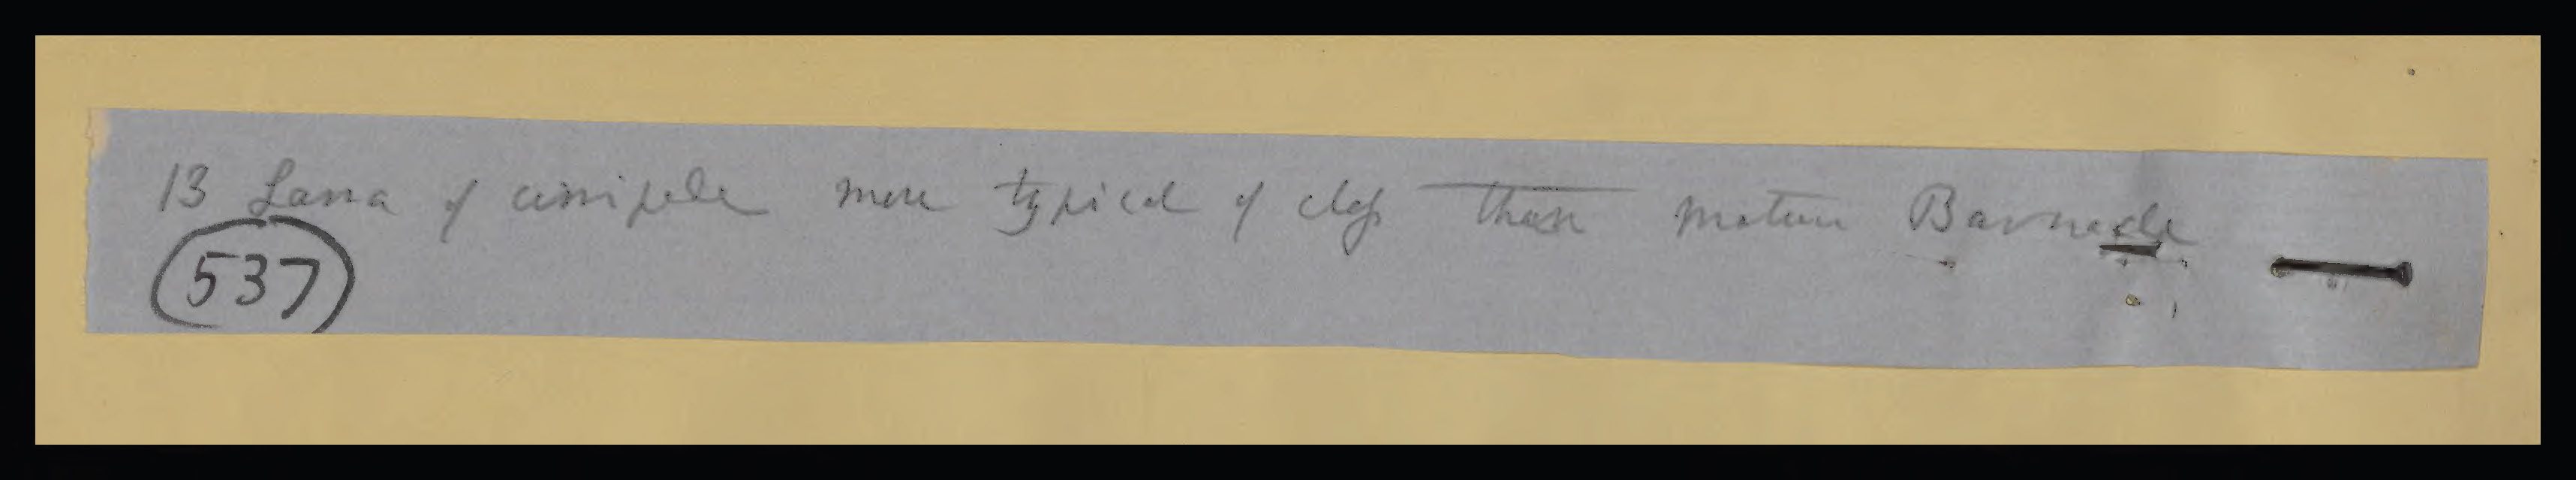 13 Larva of cirripede more typical of class than mature Barnacle
537